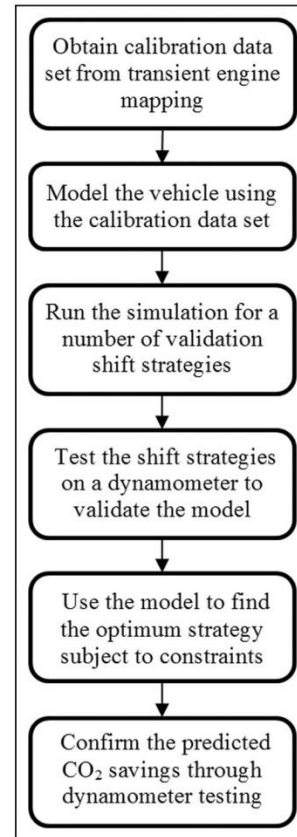 Obtain calibration data
set from transient engine
mapping
Model the vehicle using
the calibration data set
Run the simulation for a
number of validation
shift strategies
Test the shift strategies
on a dynamometer to
validate the model
Use the model to find
the optimum strategy
subject to constraints
Confirm the predicted
CO₂ savings through
dynamometer testing